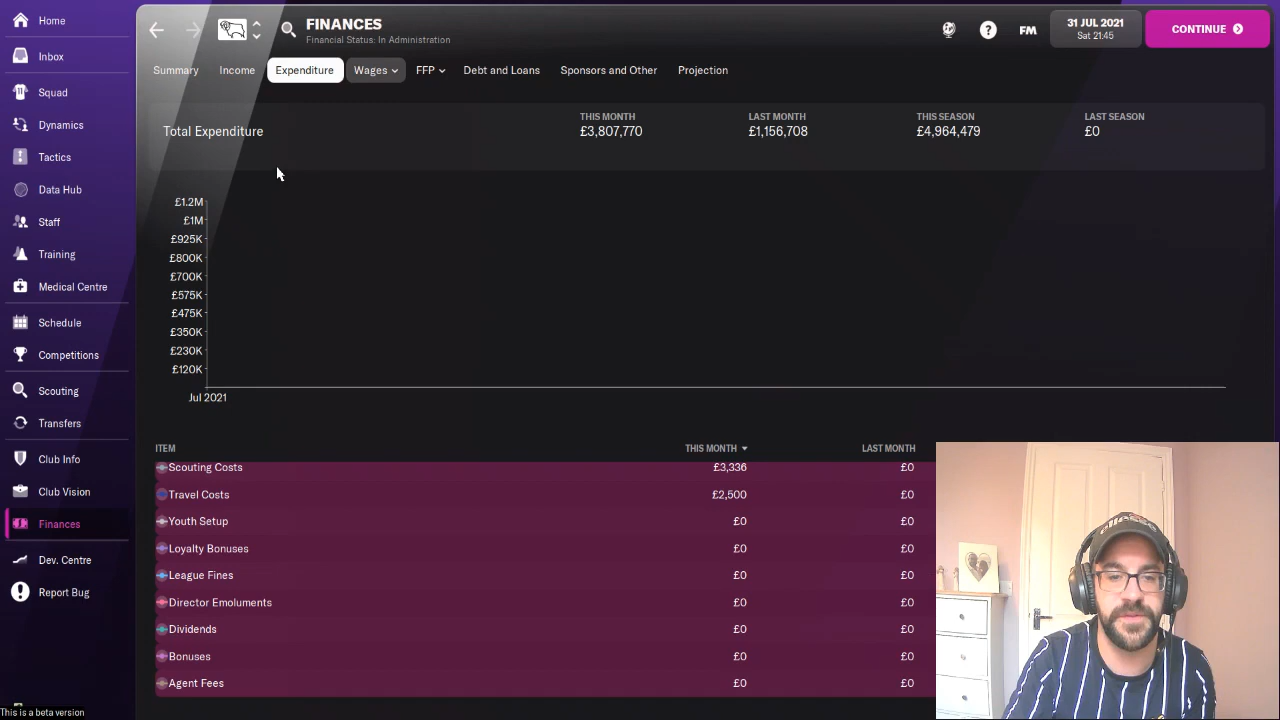 Home
Inbox
Squad
Dynamics
Tactics
Data Hub
Staff
Training
Medical Centre
Schedule
Competitions
Scouting
Transfers
Club Info
Club Vision
Finances
Dev. Centre
Report Bug
This is a beta version
FINANCES
Financial Status: In Administration
FM
31 JUL 2021
Sat 21:45
CONTINUE
Summary Income Expenditure Wages FFP Debt and Loans Sponsors and Other Projection
THIS MONTH LAST MONTH THIS SEASON LAST SEASON
Total Expenditure £3,807,770 £1,156,708 £4,964,479 £0
£1.2M
£1M
£925K
£800K
£700K
£575K
£475K
£350K
£230K
£120K
Jul 2021
ITEM THIS MONTH LAST MONTH
Scouting Costs £3,336 £0
Travel Costs £2,500 £0
Youth Setup £0 £0
Loyalty Bonuses £0 £0
League Fines £0 £0
Director Emoluments £0 £0
Dividends £0 £0
Bonuses £0 £0
Agent Fees £0 £0